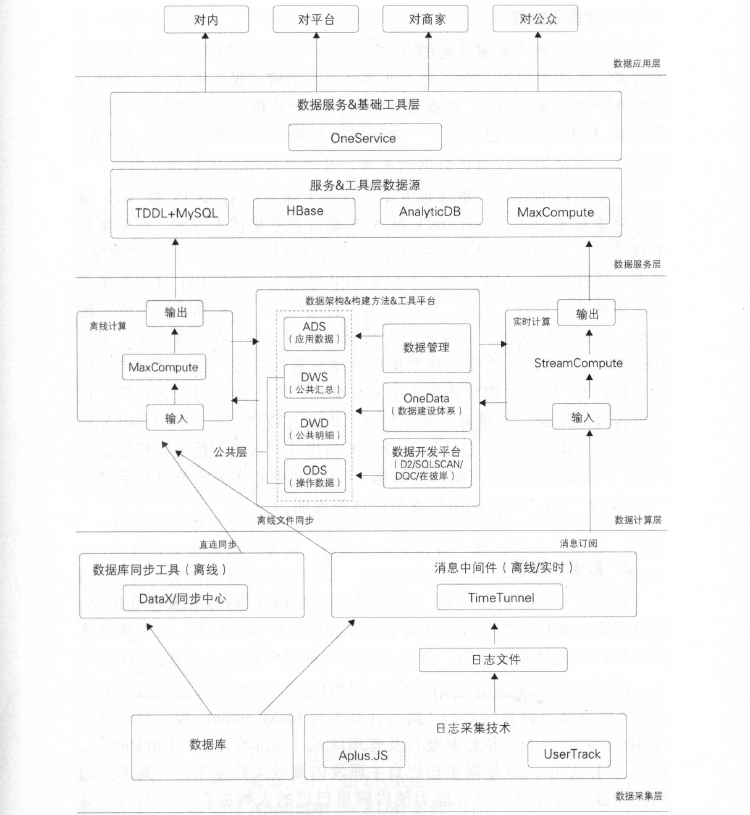 对内 对平台 对商家 对公众
数据应用层
数据服务&基础工具层
OneService
服务&工具层数据源
TDDL+MySQL HBase AnalyticDB MaxCompute
数据服务层
离线计算
输出
MaxCompute
输入
数据架构&构建方法&工具平台
ADS
(应用数据)
DWS
(公共汇总)
DWD
(公共明细)
ODS
(操作数据)
公共层
数据管理
OneData
(数据建设体系)
数据开发平台
(D2/SQLSCAN/
DQC/在彼岸)
实时计算
输出
StreamCompute
输入
离线文件同步
数据计算层
直连同步
消息订阅
数据库同步工具(离线)
DataX/同步中心
消息中间件(离线/实时)
TimeTunnel
日志文件
数据库
日志采集技术
Aplus.JS UserTrack
数据采集层